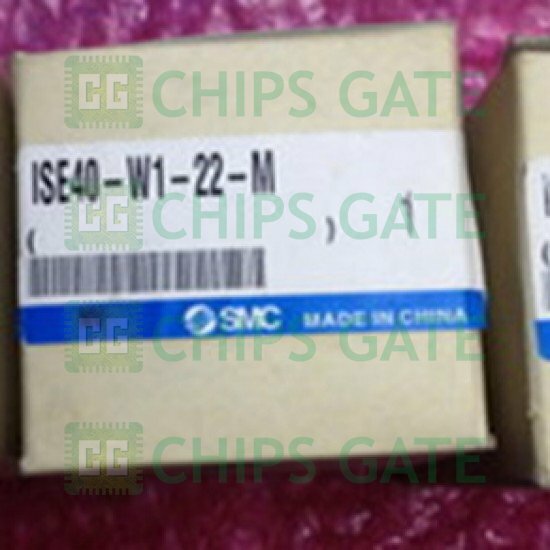 CG CHIPS GATE
ISE40-W1-22-M
CG CHIPS GATE
( ) 1
SMC MADE IN CHINA
CG CHIPS GATE
CG CHIPS GATE